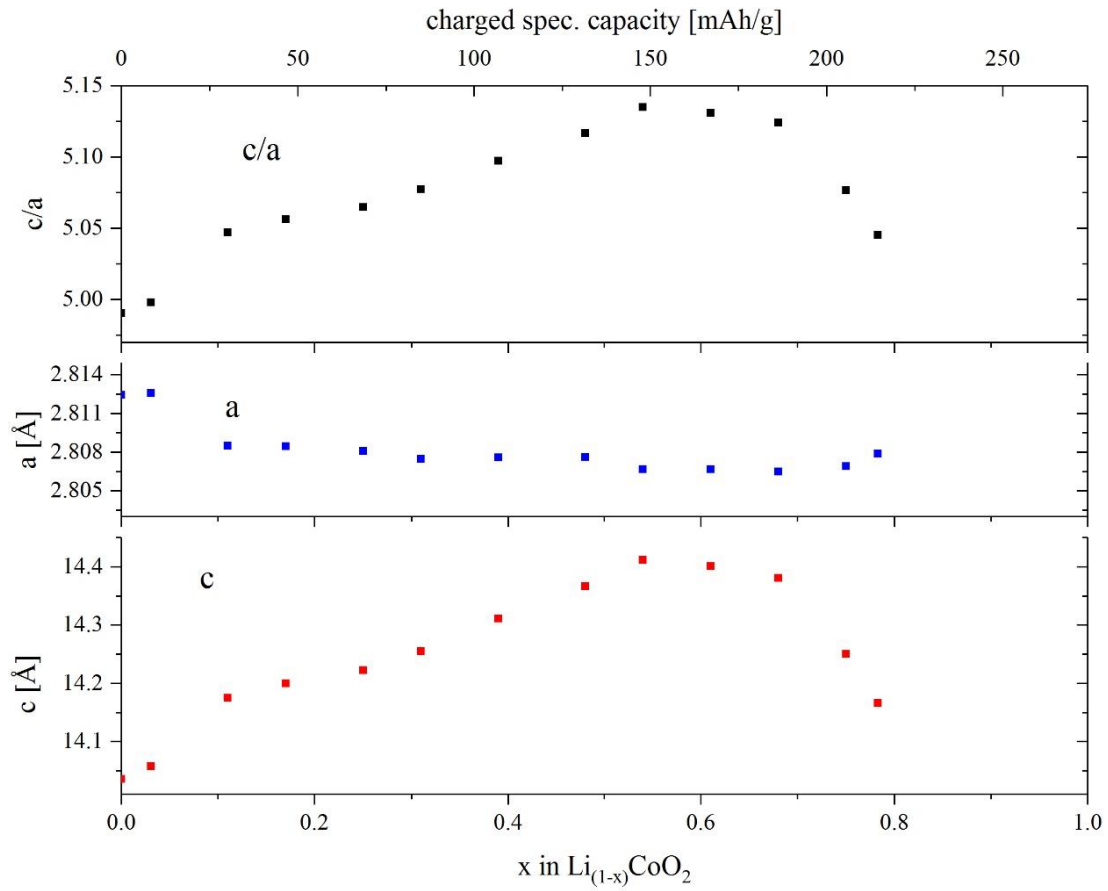 charged spec. capacity [mAh/g]
0 50 100 150 200 250
5.15
5.10
5.05
5.00
c/a
c/a
2.814
2.811
2.808
2.805
a [Å]
a
14.4
14.3
14.2
14.1
c [Å]
c
0.0 0.2 0.4 0.6 0.8 1.0
x in Li(1-x)CoO2